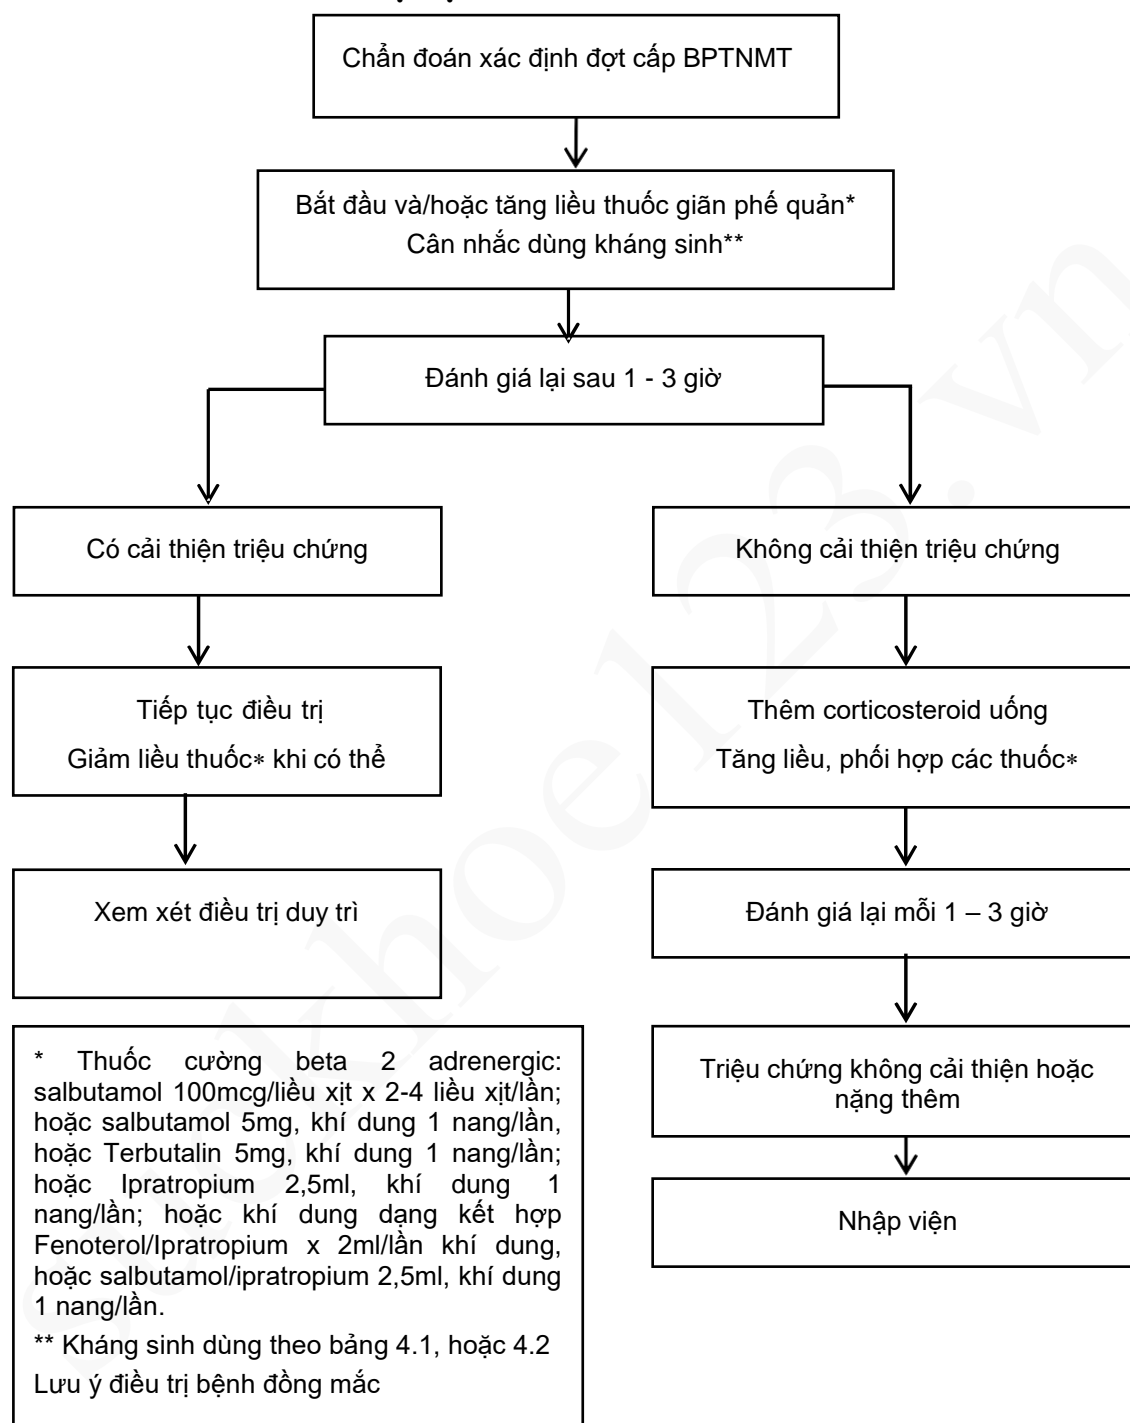 Chẩn đoán xác định đợt cấp BPTNMT
Bắt đầu và/hoặc tăng liều thuốc giãn phế quản*
Cân nhắc dùng kháng sinh**
Đánh giá lại sau 1 - 3 giờ
Có cải thiện triệu chứng
Không cải thiện triệu chứng
Tiếp tục điều trị
Giảm liều thuốc* khi có thể
Thêm corticosteroid uống
Tăng liều, phối hợp các thuốc*
Xem xét điều trị duy trì
Đánh giá lại mỗi 1 – 3 giờ
Triệu chứng không cải thiện hoặc
nặng thêm
Nhập viện
* Thuốc cường beta 2 adrenergic:
salbutamol 100mcg/liều xịt x 2-4 liều xịt/lần;
hoặc salbutamol 5mg, khí dung 1 nang/lần,
hoặc Terbutalin 5mg, khí dung 1 nang/lần;
hoặc Ipratropium 2,5ml, khí dung 1
nang/lần; hoặc khí dung dạng kết hợp
Fenoterol/Ipratropium x 2ml/lần khí dung,
hoặc salbutamol/ipratropium 2,5ml, khí dung
1 nang/lần.
** Kháng sinh dùng theo bảng 4.1, hoặc 4.2
Lưu ý điều trị bệnh đồng mắc
suckhoe123.vn